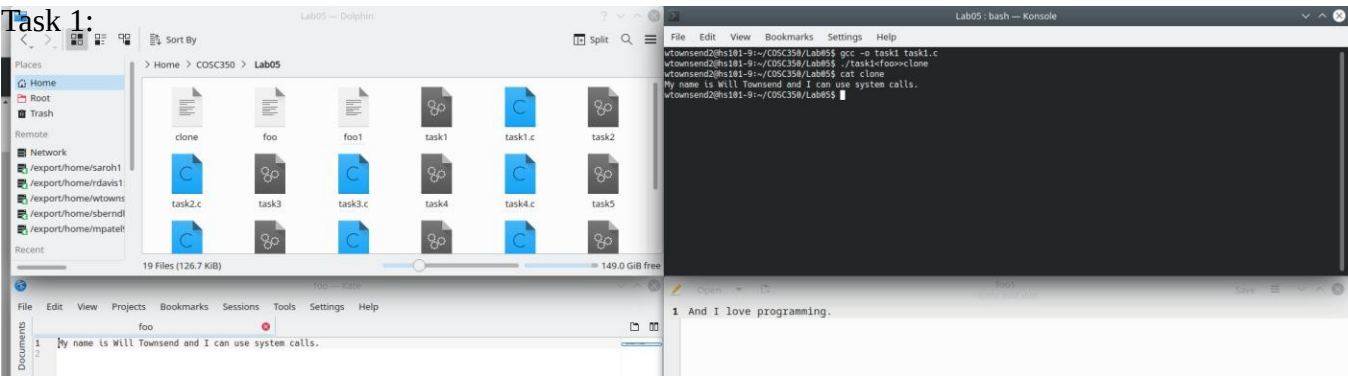 Task 1:
Lab05 — Dolphin
Sort By
Split
Places
Home
Root
Trash
Remote
Network
/export/home/saroh1
/export/home/rdavis1
/export/home/wtowns
/export/home/sberndl
/export/home/mpatel
Recent
> Home > COSC350 > Lab05
clone foo foo1 task1 task1.c task2
task2.c task3 task3.c task4 task4.c task5
19 Files (126.7 KiB) 149.0 GiB free
Lab05 : bash — Konsole
File Edit View Bookmarks Settings Help
wtownsend2@hs101-9:~/COSC350/Lab05$ gcc -o task1 task1.c
wtownsend2@hs101-9:~/COSC350/Lab05$ ./task1<foo>>clone
wtownsend2@hs101-9:~/COSC350/Lab05$ cat clone
My name is Will Townsend and I can use system calls.
wtownsend2@hs101-9:~/COSC350/Lab05$
foo — Kate
File Edit View Projects Bookmarks Sessions Tools Settings Help
Documents
foo
1 My name is Will Townsend and I can use system calls.
2
Open
foo1
Save
1 And I love programming.